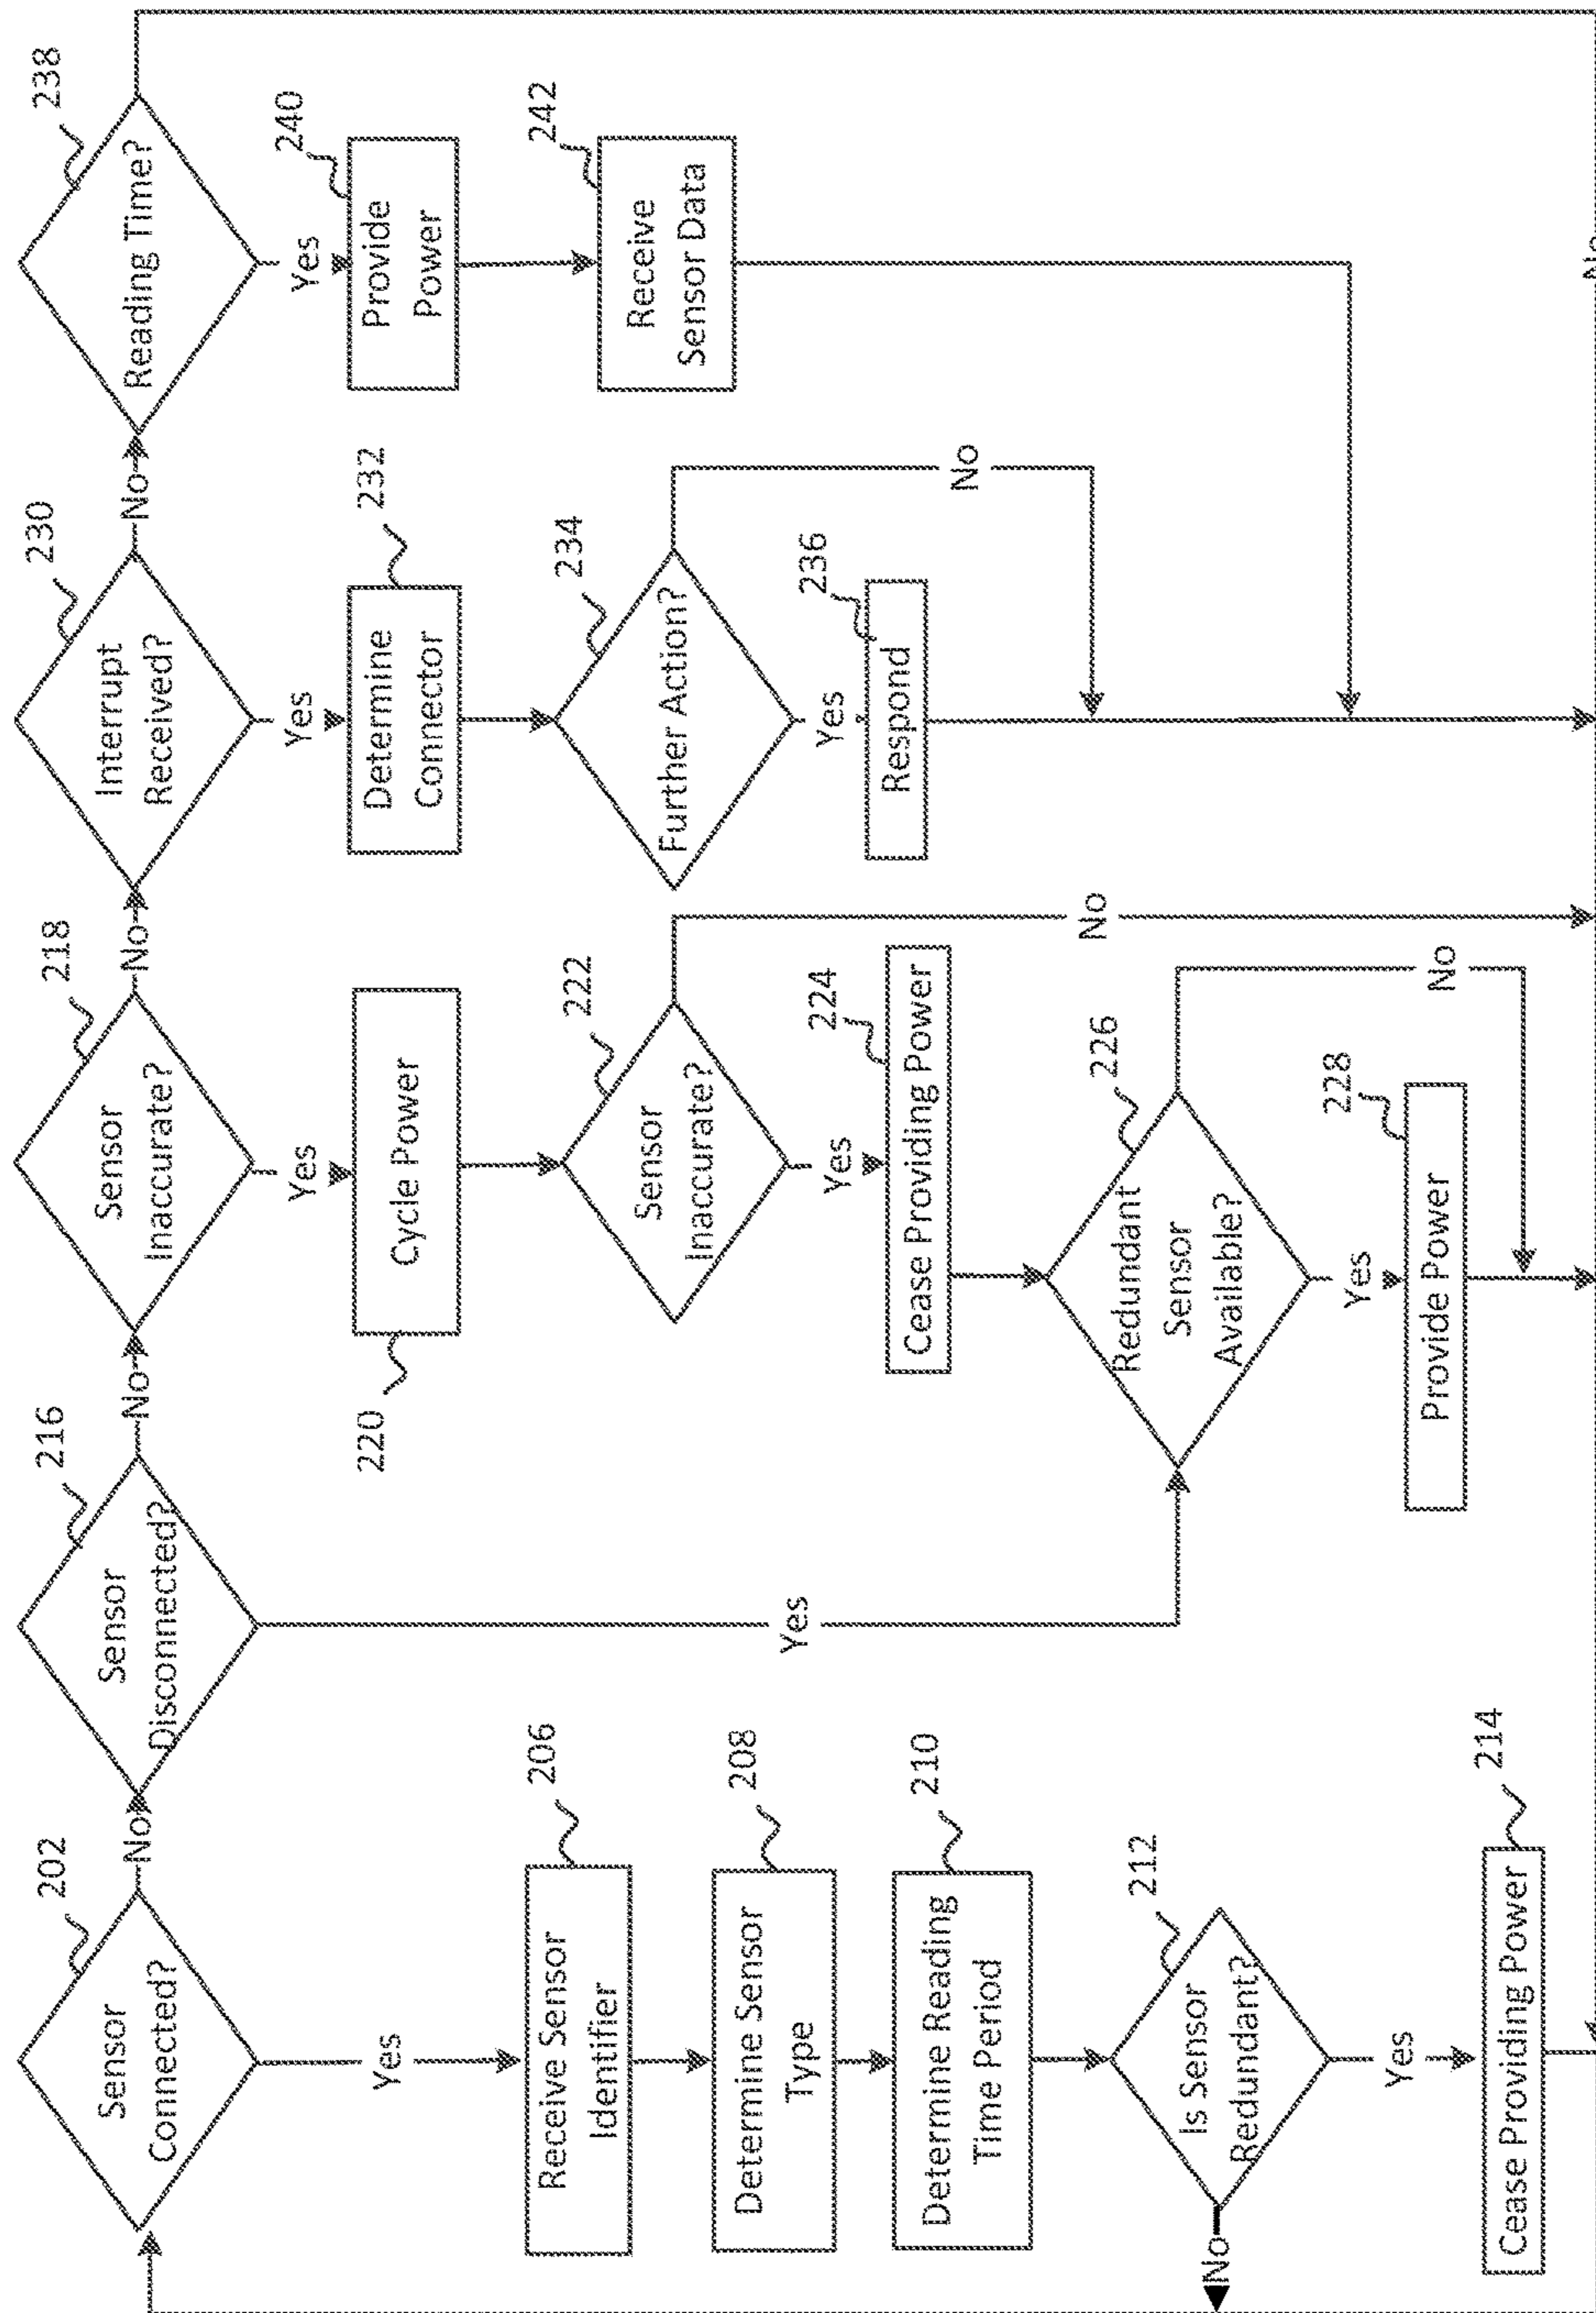 202
Sensor
Connected?
No
Yes
206
Receive Sensor
Identifier
208
Determine Sensor
Type
210
Determine Reading
Time Period
212
Is Sensor
Redundant?
No
Yes
214
Cease Providing Power
216
Sensor
Disconnected?
No
Yes
218
Sensor
Inaccurate?
No
Yes
220
Cycle Power
222
Sensor
Inaccurate?
No
Yes
224
Cease Providing Power
226
Redundant
Sensor
Available?
No
Yes
228
Provide Power
230
Interrupt
Received?
No
Yes
232
Determine
Connector
234
Further Action?
No
Yes
236
Respond
238
Reading Time?
Yes
240
Provide
Power
242
Receive
Sensor Data
No